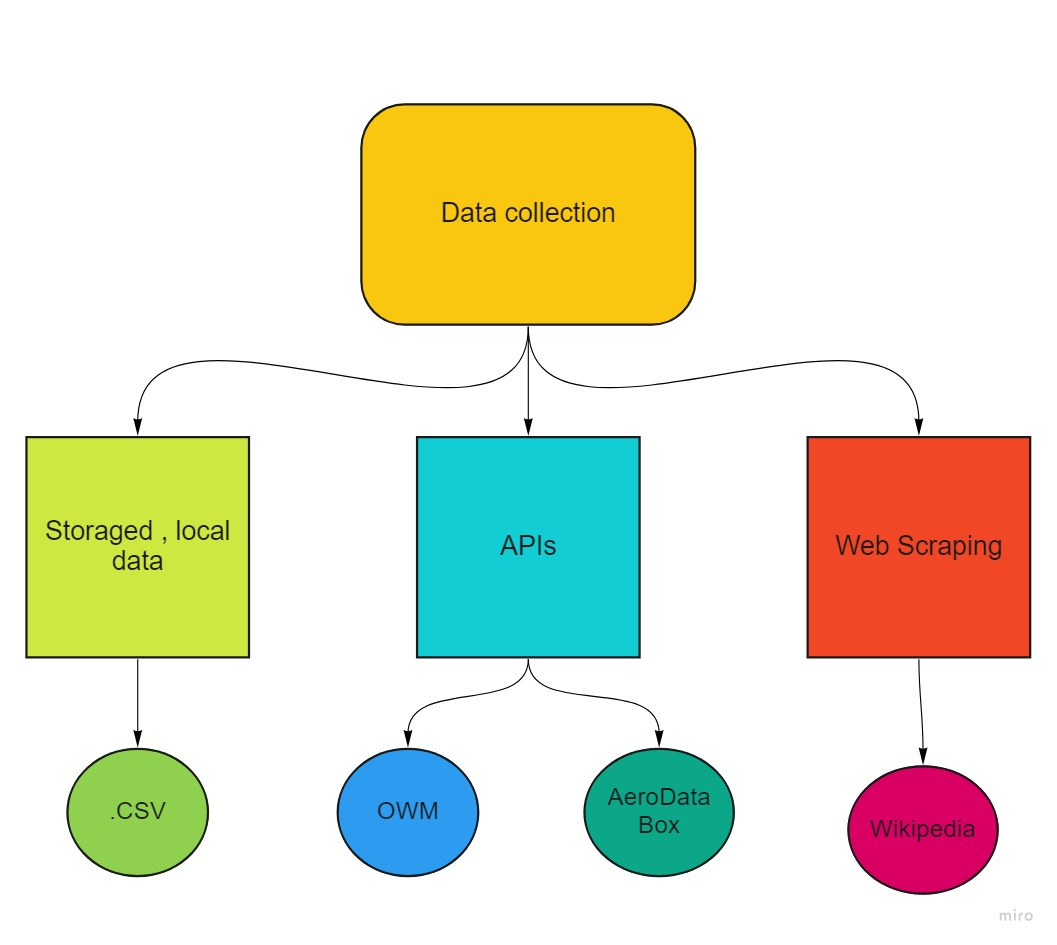 Data collection
Storaged , local
data
APIs
Web Scraping
.CSV
OWM
AeroData
Box
Wikipedia
miro